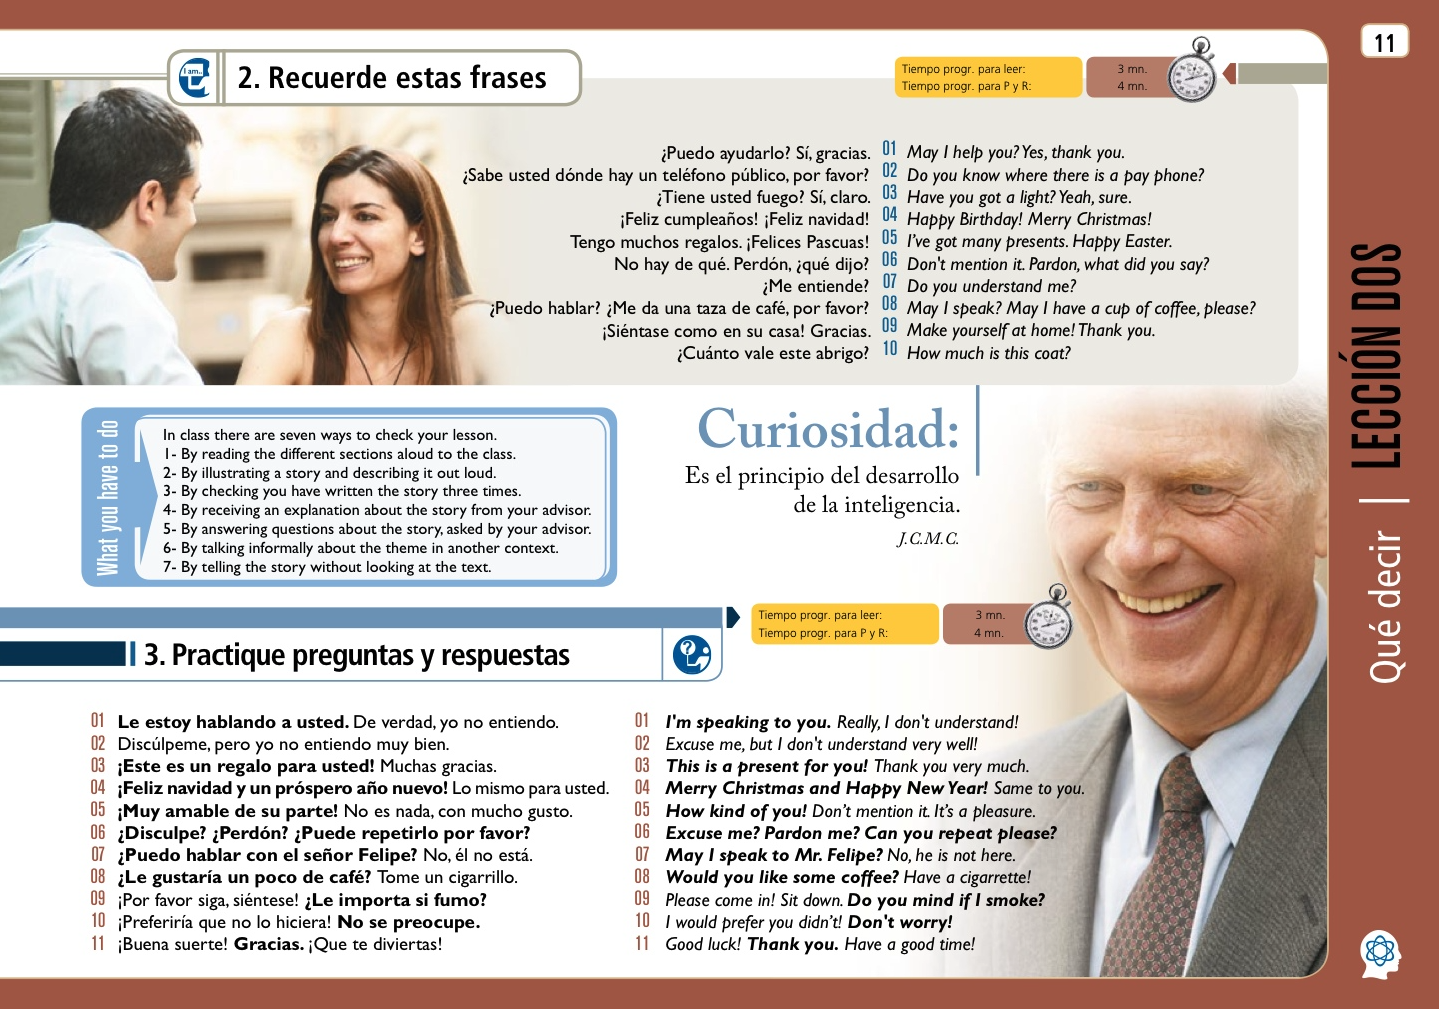 11
I am..
2. Recuerde estas frases
Tiempo progr. para leer: 3 mn.
Tiempo progr. para P y R: 4 mn.
¿Puedo ayudarlo? Sí, gracias. 01 May I help you? Yes, thank you.
¿Sabe usted dónde hay un teléfono público, por favor? 02 Do you know where there is a pay phone?
¿Tiene usted fuego? Sí, claro. 03 Have you got a light? Yeah, sure.
¡Feliz cumpleaños! ¡Feliz navidad! 04 Happy Birthday! Merry Christmas!
Tengo muchos regalos. ¡Felices Pascuas! 05 I've got many presents. Happy Easter.
No hay de qué. Perdón, ¿qué dijo? 06 Don't mention it. Pardon, what did you say?
¿Me entiende? 07 Do you understand me?
¿Puedo hablar? ¿Me da una taza de café, por favor? 08 May I speak? May I have a cup of coffee, please?
¡Siéntase como en su casa! Gracias. 09 Make yourself at home! Thank you.
¿Cuánto vale este abrigo? 10 How much is this coat?
What you have to do
In class there are seven ways to check your lesson.
1- By reading the different sections aloud to the class.
2- By illustrating a story and describing it out loud.
3- By checking you have written the story three times.
4- By receiving an explanation about the story from your advisor.
5- By answering questions about the story, asked by your advisor.
6- By talking informally about the theme in another context.
7- By telling the story without looking at the text.
Curiosidad:
Es el principio del desarrollo
de la inteligencia.
J.C.M.C.
Tiempo progr. para leer: 3 mn.
Tiempo progr. para P y R: 4 mn.
3. Practique preguntas y respuestas
01 Le estoy hablando a usted. De verdad, yo no entiendo.
02 Discúlpeme, pero yo no entiendo muy bien.
03 ¡Este es un regalo para usted! Muchas gracias.
04 ¡Feliz navidad y un próspero año nuevo! Lo mismo para usted.
05 ¡Muy amable de su parte! No es nada, con mucho gusto.
06 ¿Disculpe? ¿Perdón? ¿Puede repetirlo por favor?
07 ¿Puedo hablar con el señor Felipe? No, él no está.
08 ¿Le gustaría un poco de café? Tome un cigarrillo.
09 ¡Por favor siga, siéntese! ¿Le importa si fumo?
10 ¡Preferiría que no lo hiciera! No se preocupe.
11 ¡Buena suerte! Gracias. ¡Que te diviertas!
01 I'm speaking to you. Really, I don't understand!
02 Excuse me, but I don't understand very well!
03 This is a present for you! Thank you very much.
04 Merry Christmas and Happy New Year! Same to you.
05 How kind of you! Don't mention it. It's a pleasure.
06 Excuse me? Pardon me? Can you repeat please?
07 May I speak to Mr. Felipe? No, he is not here.
08 Would you like some coffee? Have a cigarrette!
09 Please come in! Sit down. Do you mind if I smoke?
10 I would prefer you didn't! Don't worry!
11 Good luck! Thank you. Have a good time!
Qué decir | LECCIÓN DOS